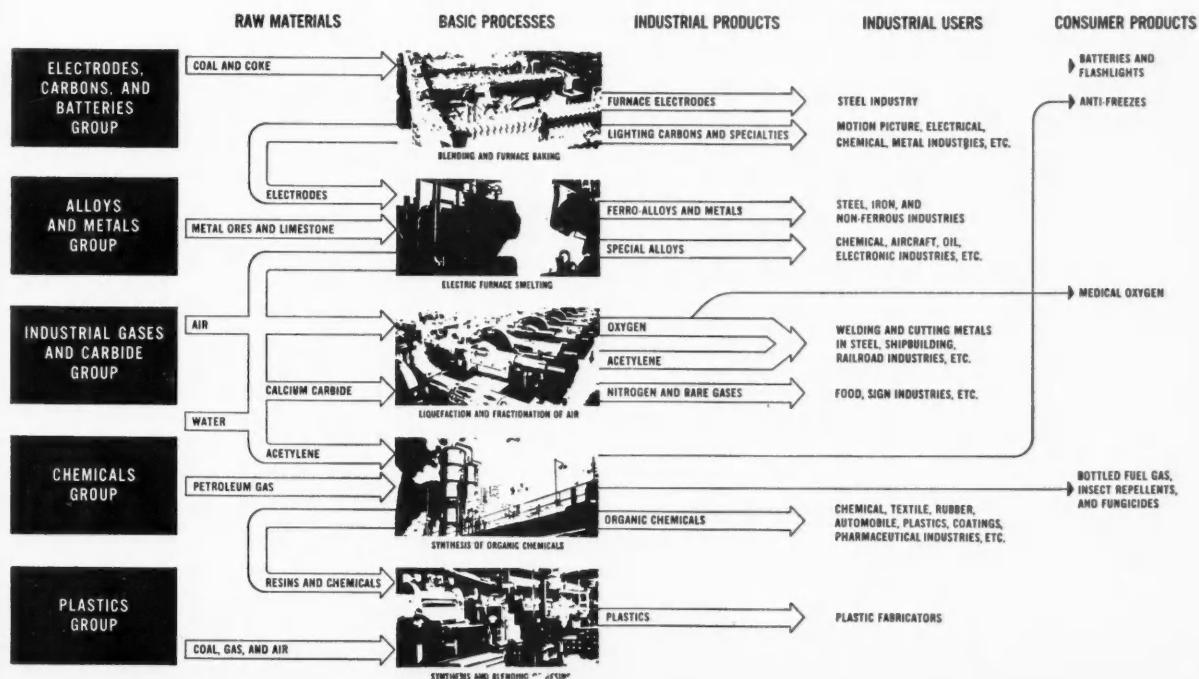 RAW MATERIALS
BASIC PROCESSES
INDUSTRIAL PRODUCTS
INDUSTRIAL USERS
CONSUMER PRODUCTS
ELECTRODES,
CARBONS, AND
BATTERIES
GROUP
COAL AND COKE
BLENDING AND FURNACE BAKING
FURNACE ELECTRODES
STEEL INDUSTRY
LIGHTING CARBONS AND SPECIALTIES
MOTION PICTURE, ELECTRICAL,
CHEMICAL, METAL INDUSTRIES, ETC.
BATTERIES AND
FLASHLIGHTS
ANTI-FREEZES
ALLOYS
AND METALS
GROUP
ELECTRODES
METAL ORES AND LIMESTONE
ELECTRIC FURNACE SMELTING
FERRO-ALLOYS AND METALS
STEEL, IRON, AND
NON-FERROUS INDUSTRIES
SPECIAL ALLOYS
CHEMICAL, AIRCRAFT, OIL,
ELECTRONIC INDUSTRIES, ETC.
INDUSTRIAL GASES
AND CARBIDE
GROUP
AIR
CALCIUM CARBIDE
LIQUEFACTION AND FRACTIONATION OF AIR
OXYGEN
ACETYLENE
WELDING AND CUTTING METALS
IN STEEL, SHIPBUILDING,
RAILROAD INDUSTRIES, ETC.
MEDICAL OXYGEN
NITROGEN AND RARE GASES
FOOD, SIGN INDUSTRIES, ETC.
WATER
CHEMICALS
GROUP
ACETYLENE
PETROLEUM GAS
SYNTHESIS OF ORGANIC CHEMICALS
ORGANIC CHEMICALS
CHEMICAL, TEXTILE, RUBBER,
AUTOMOBILE, PLASTICS, COATINGS,
PHARMACEUTICAL INDUSTRIES, ETC.
BOTTLED FUEL GAS,
INSECT REPELLENTS,
AND FUNGICIDES
PLASTICS
GROUP
RESINS AND CHEMICALS
COAL, GAS, AND AIR
SYNTHESIS AND BLENDING OF RESINS
PLASTICS
PLASTIC FABRICATORS